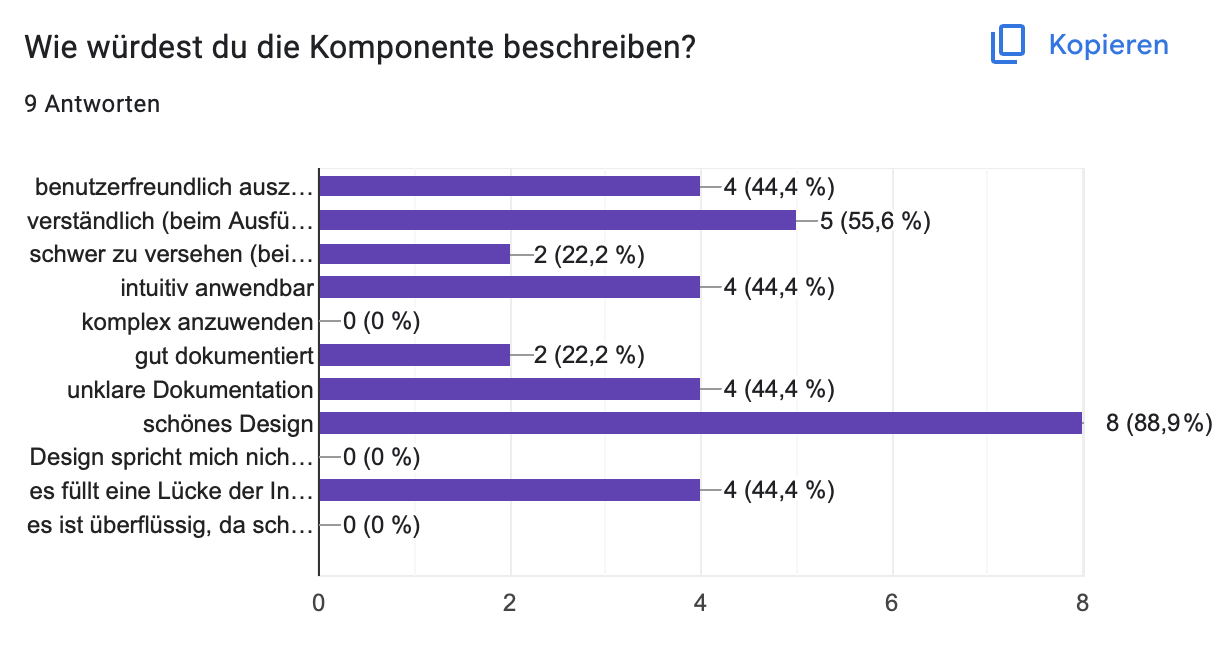 Wie würdest du die Komponente beschreiben?
Kopieren
9 Antworten
benutzerfreundlich ausz… 4 (44,4 %)
verständlich (beim Ausfü… 5 (55,6 %)
schwer zu versehen (bei… 2 (22,2 %)
intuitiv anwendbar 4 (44,4 %)
komplex anzuwenden 0 (0 %)
gut dokumentiert 2 (22,2 %)
unklare Dokumentation 4 (44,4 %)
schönes Design 8 (88,9 %)
Design spricht mich nich… 0 (0 %)
es füllt eine Lücke der In… 4 (44,4 %)
es ist überflüssig, da sch… 0 (0 %)
0 2 4 6 8